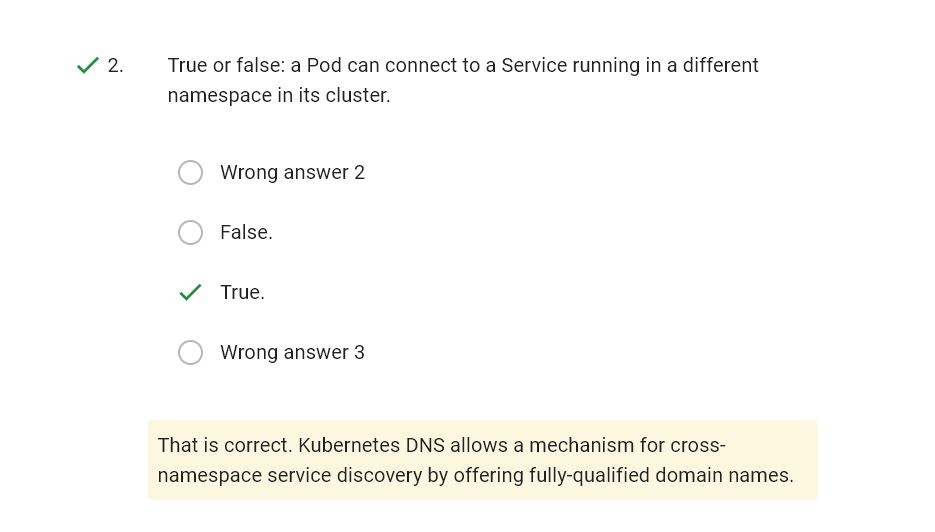 2. True or false: a Pod can connect to a Service running in a different
namespace in its cluster.
Wrong answer 2
False.
True.
Wrong answer 3
That is correct. Kubernetes DNS allows a mechanism for cross-
namespace service discovery by offering fully-qualified domain names.